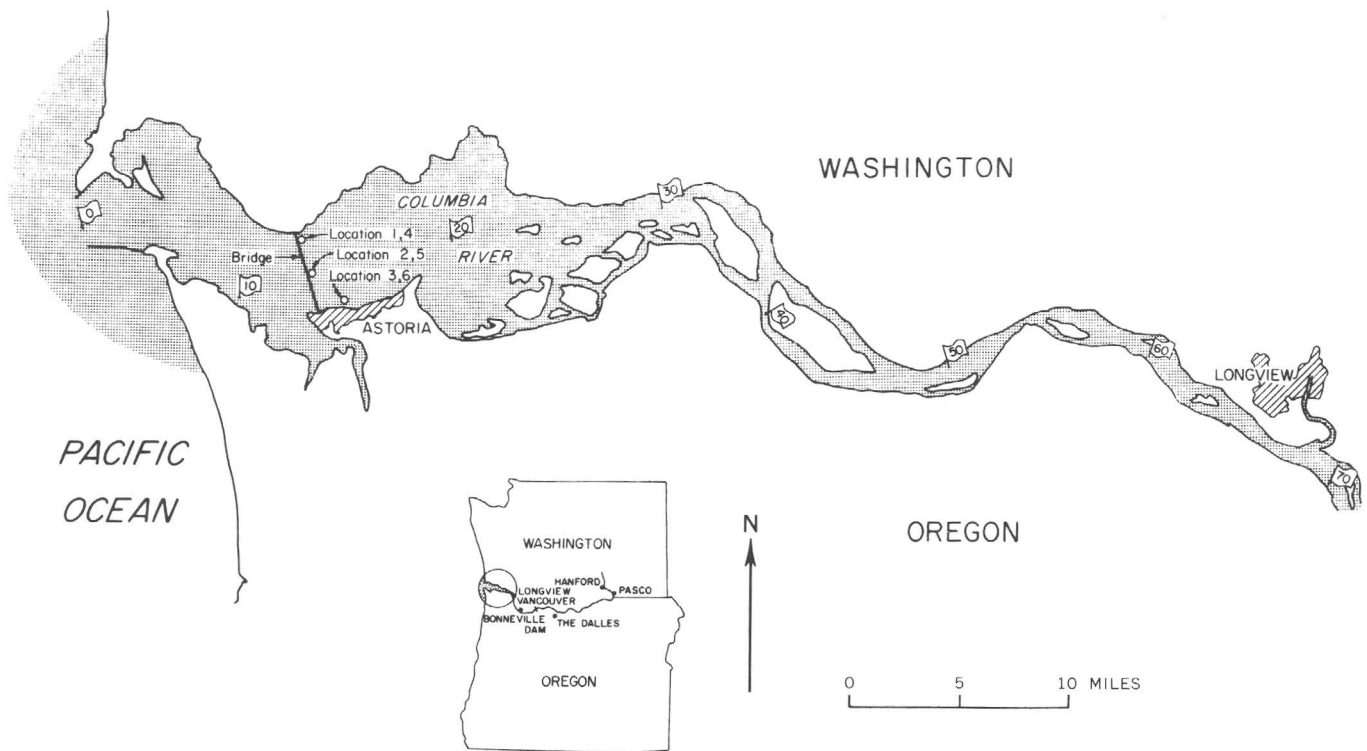 WASHINGTON
30
COLUMBIA
0
20
Location 1,4
Bridge
Location 2,5
RIVER
Location 3,6
10
40
ASTORIA
50
60
LONGVIEW
PACIFIC
OCEAN
70
N
OREGON
WASHINGTON
HANFORD
PASCO
LONGVIEW
VANCOUVER
BONNEVILLE
DAM
THE DALLES
OREGON
0 5 10 MILES